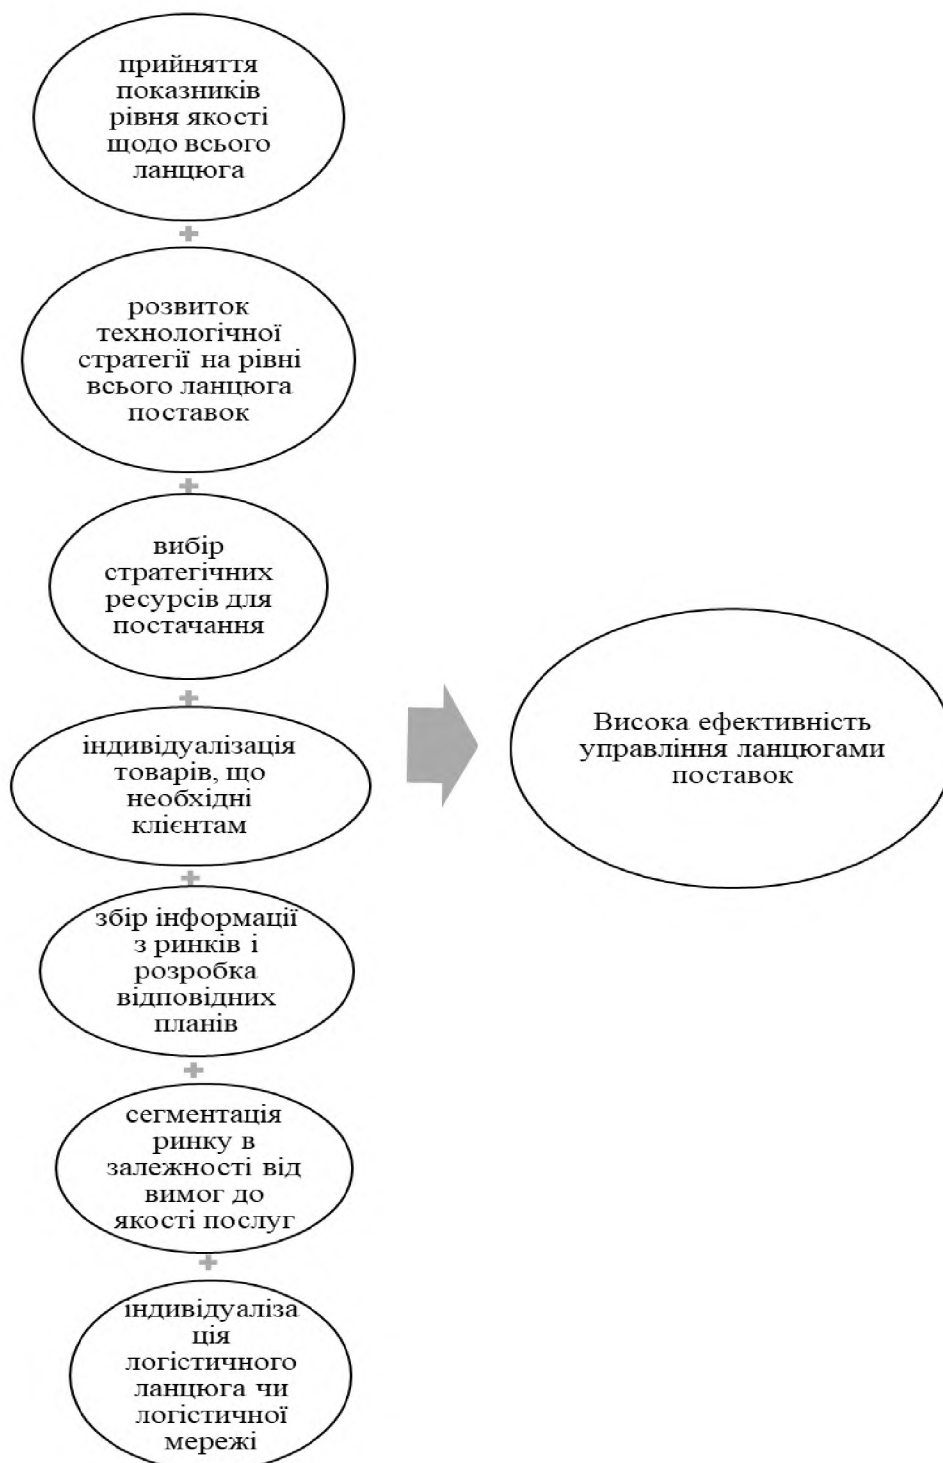 прийняття
показників
рівня якості
щодо всього
ланцюга
розвиток
технологічної
стратегії на рівні
всього ланцюга
поставок
вибір
стратегічних
ресурсів для
постачання
індивідуалізація
товарів, що
необхідні
клієнтам
збір інформації
з ринків і
розробка
відповідних
планів
сегментація
ринку в
залежності від
вимог до
якості послуг
індивідуаліза
ція
логістичного
ланцюга чи
логістичної
мережі
Висока ефективність
управління ланцюгами
поставок